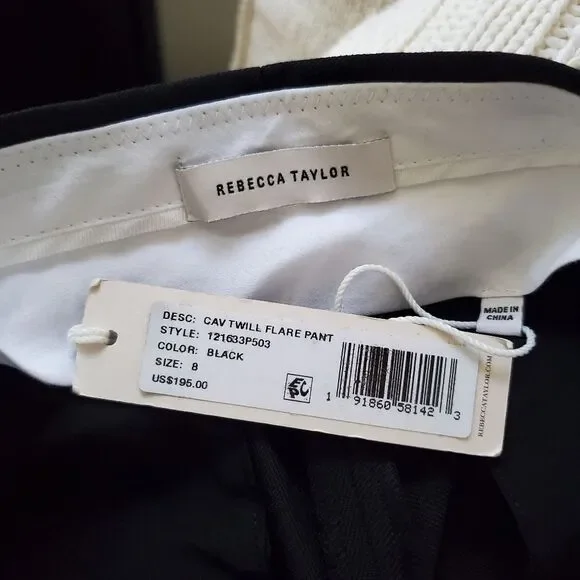 REBECCA TAYLOR
MADE IN
CHINA
DESC: CAV TWILL FLARE PANT
STYLE: 121633P503
COLOR: BLACK
SIZE: 8
US$195.00
1 91860 58142 3
REBECCATAYLOR.COM